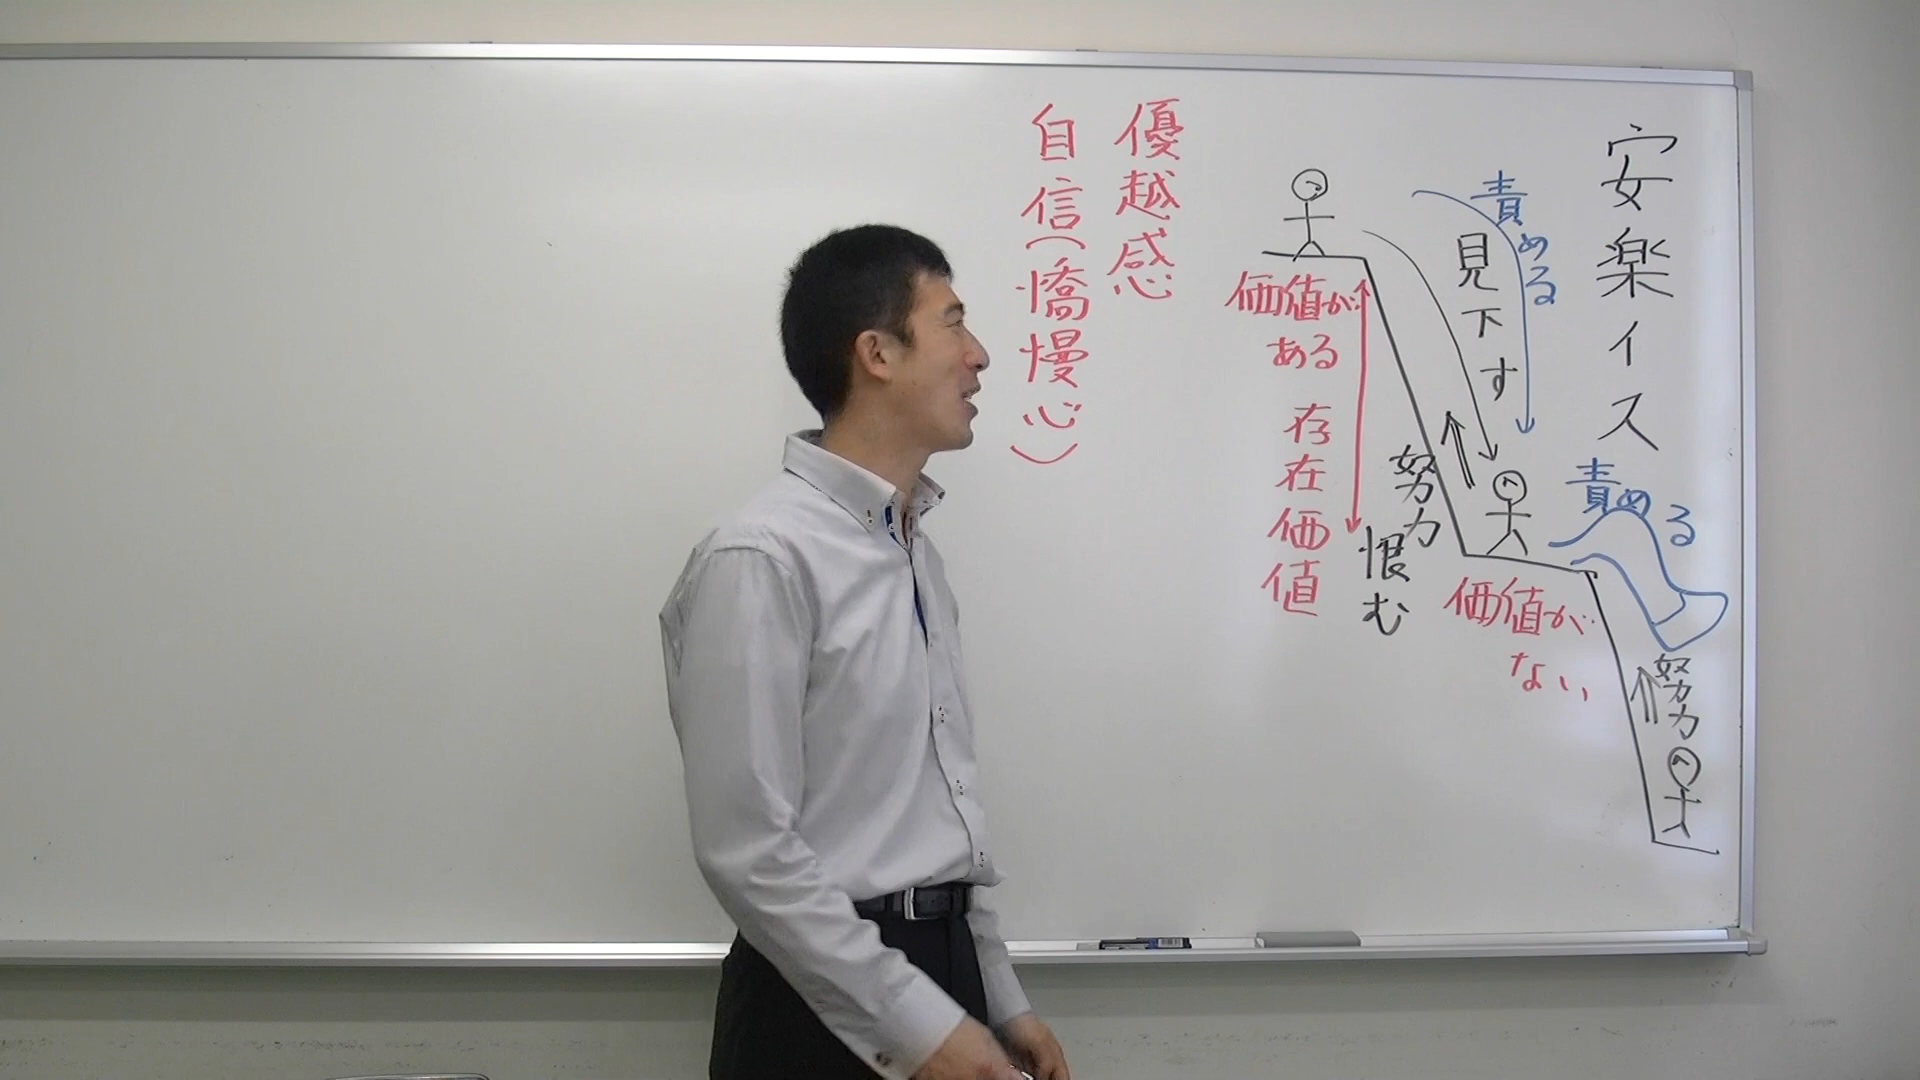 安楽イス
責める
見下す
責める
努力
価値がない
努力
恨む
価値がある
存在価値
優越感
自信(憍慢心)